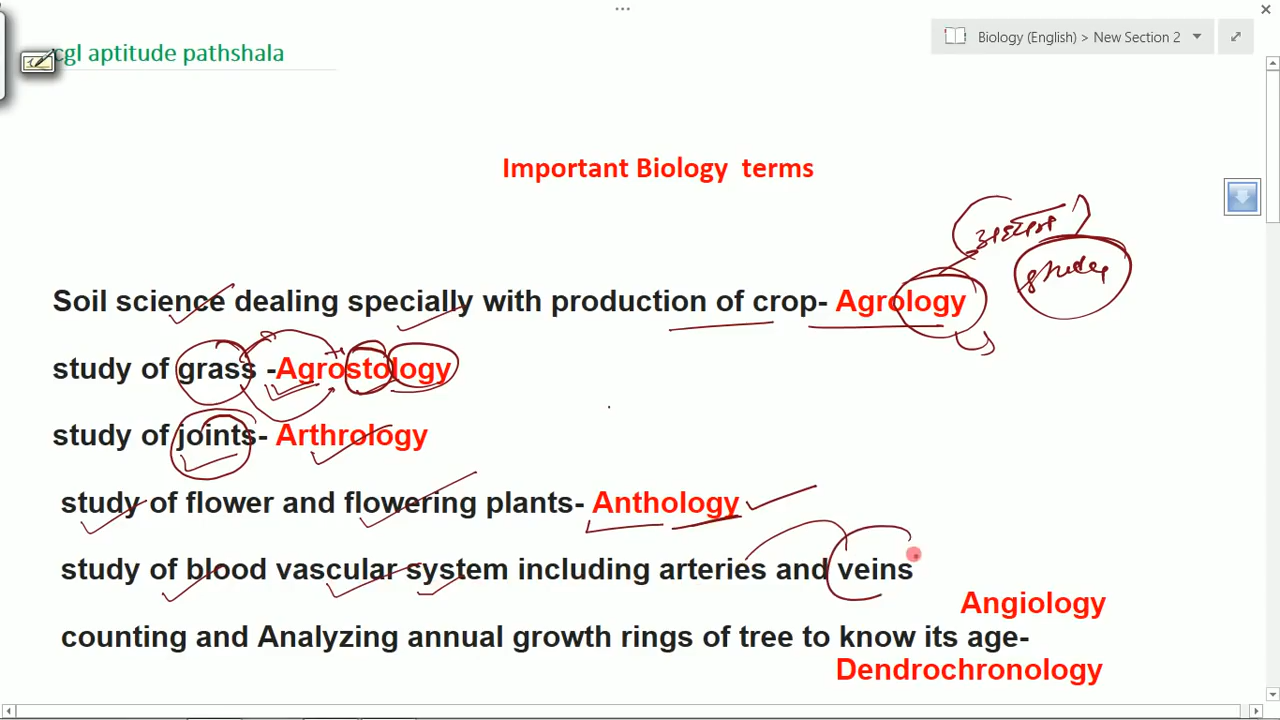 cgl aptitude pathshala
Biology (English) > New Section 2
Important Biology terms
study
Soil science dealing specially with production of crop- Agrology
study of grass -Agrostology
study of joints- Arthrology
study of flower and flowering plants- Anthology
study of blood vascular system including arteries and veins
Angiology
counting and Analyzing annual growth rings of tree to know its age-
Dendrochronology